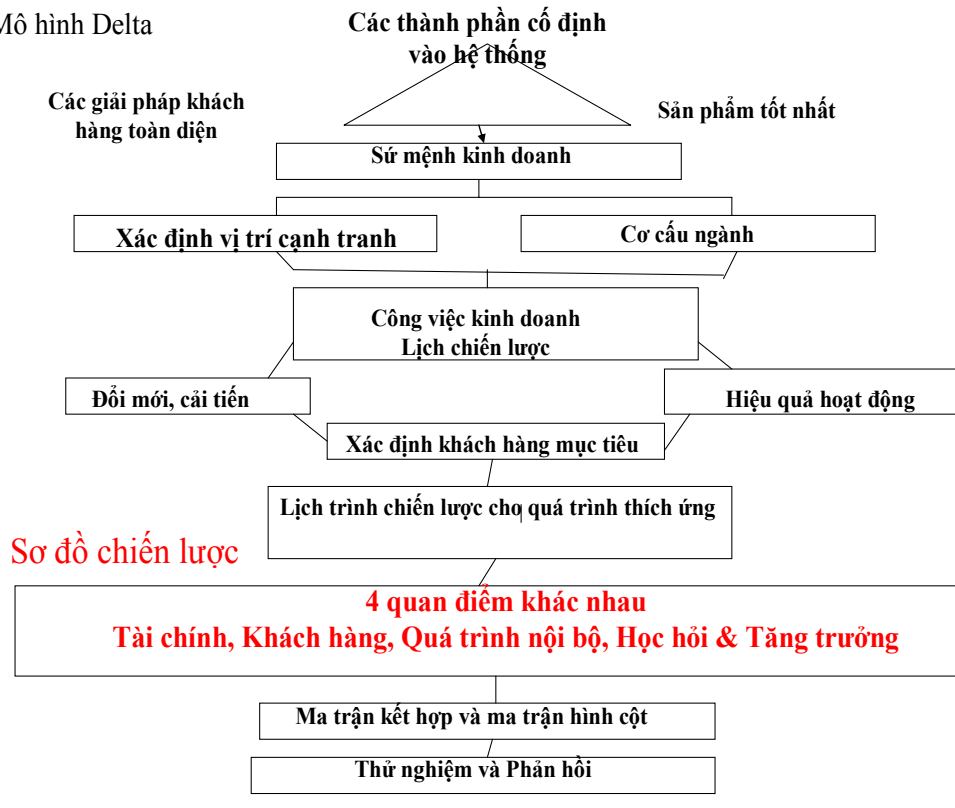 Mô hình Delta
Các thành phần cố định
vào hệ thống
Các giải pháp khách
hàng toàn diện
Sản phẩm tốt nhất
Sứ mệnh kinh doanh
Xác định vị trí cạnh tranh
Cơ cấu ngành
Công việc kinh doanh
Lịch chiến lược
Đổi mới, cải tiến
Hiệu quả hoạt động
Xác định khách hàng mục tiêu
Lịch trình chiến lược cho quá trình thích ứng
Sơ đồ chiến lược
4 quan điểm khác nhau
Tài chính, Khách hàng, Quá trình nội bộ, Học hỏi & Tăng trưởng
Ma trận kết hợp và ma trận hình cột
Thử nghiệm và Phản hồi